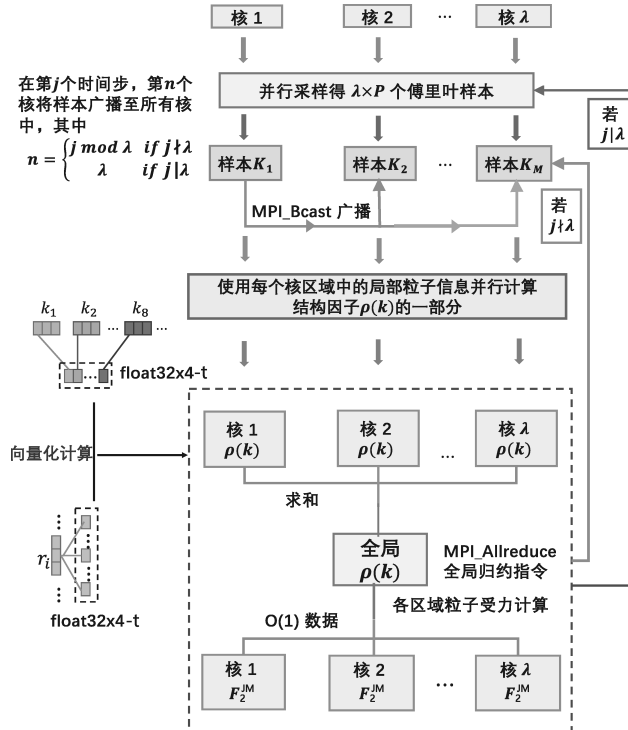 核 1 核 2 … 核 λ
在第j个时间步，第n个
核将样本广播至所有核
中，其中
n = { j mod λ if j∤λ
λ if j|λ
并行采样得 λ×P 个傅里叶样本
若
j|λ
样本K₁ 样本K₂ … 样本K_M
MPI_Bcast 广播
若
j∤λ
使用每个核区域中的局部粒子信息并行计算
结构因子ρ(k)的一部分
k₁ k₂ … k₈ …
…
float32x4-t
向量化计算
rᵢ
float32x4-t
核 1 核 2 核 λ
ρ(k) ρ(k) … ρ(k)
求和
全局
ρ(k)
MPI_Allreduce
全局归约指令
各区域粒子受力计算
O(1) 数据
核 1 核 2 … 核 λ
F₂ᴶᴹ F₂ᴶᴹ F₂ᴶᴹ